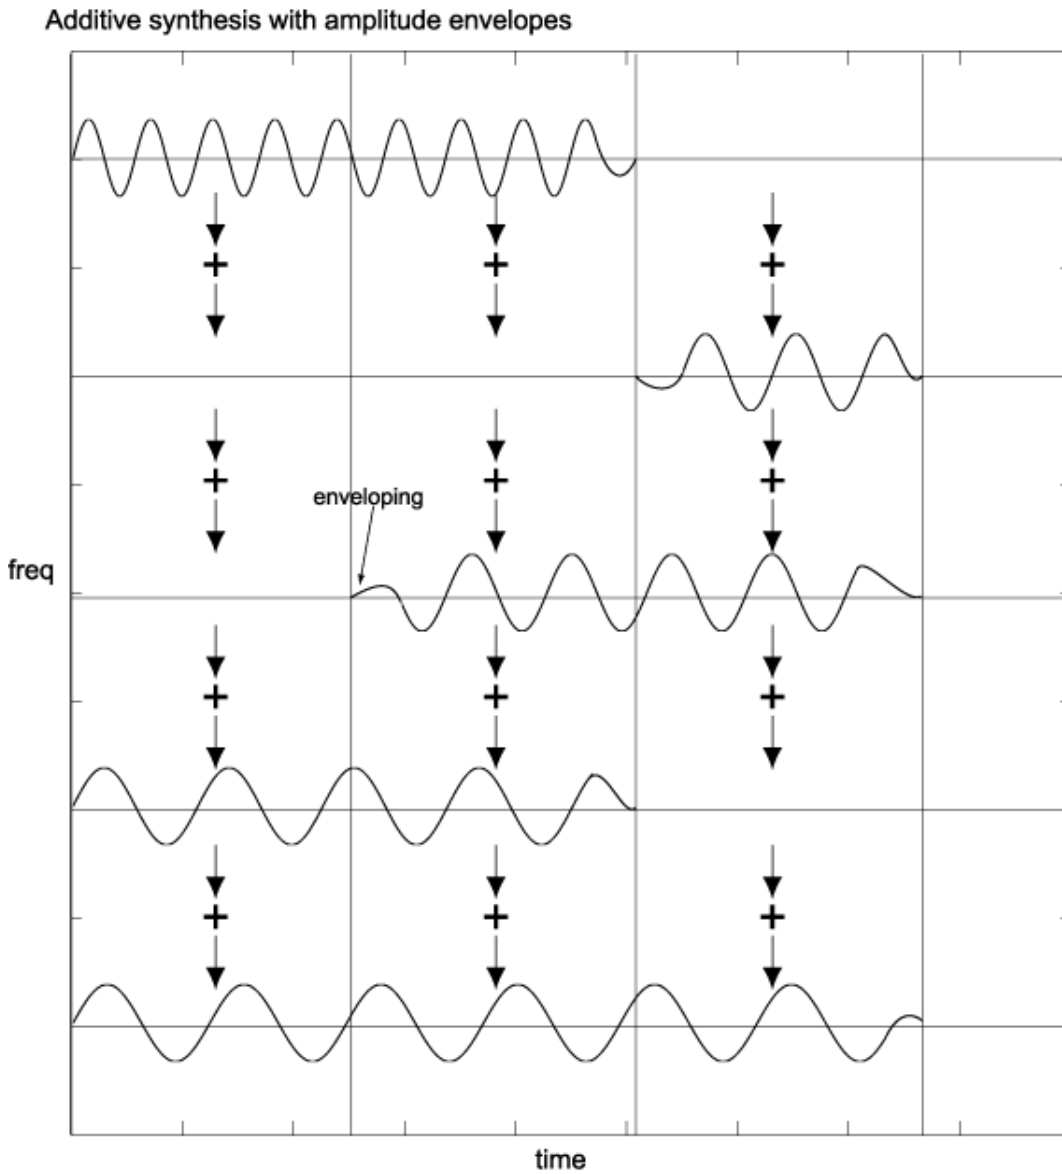 Additive synthesis with amplitude envelopes
+ + +
+ + +
enveloping
freq
+ + +
+ + +
time